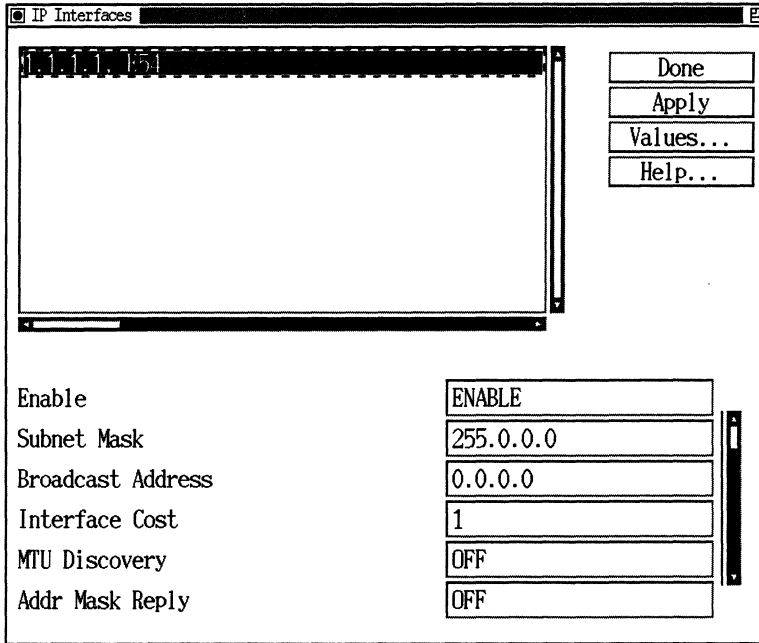 IP Interfaces
1.1.1.1.
Done
Apply
Values...
Help...
Enable ENABLE
Subnet Mask 255.0.0.0
Broadcast Address 0.0.0.0
Interface Cost 1
MTU Discovery OFF
Addr Mask Reply OFF